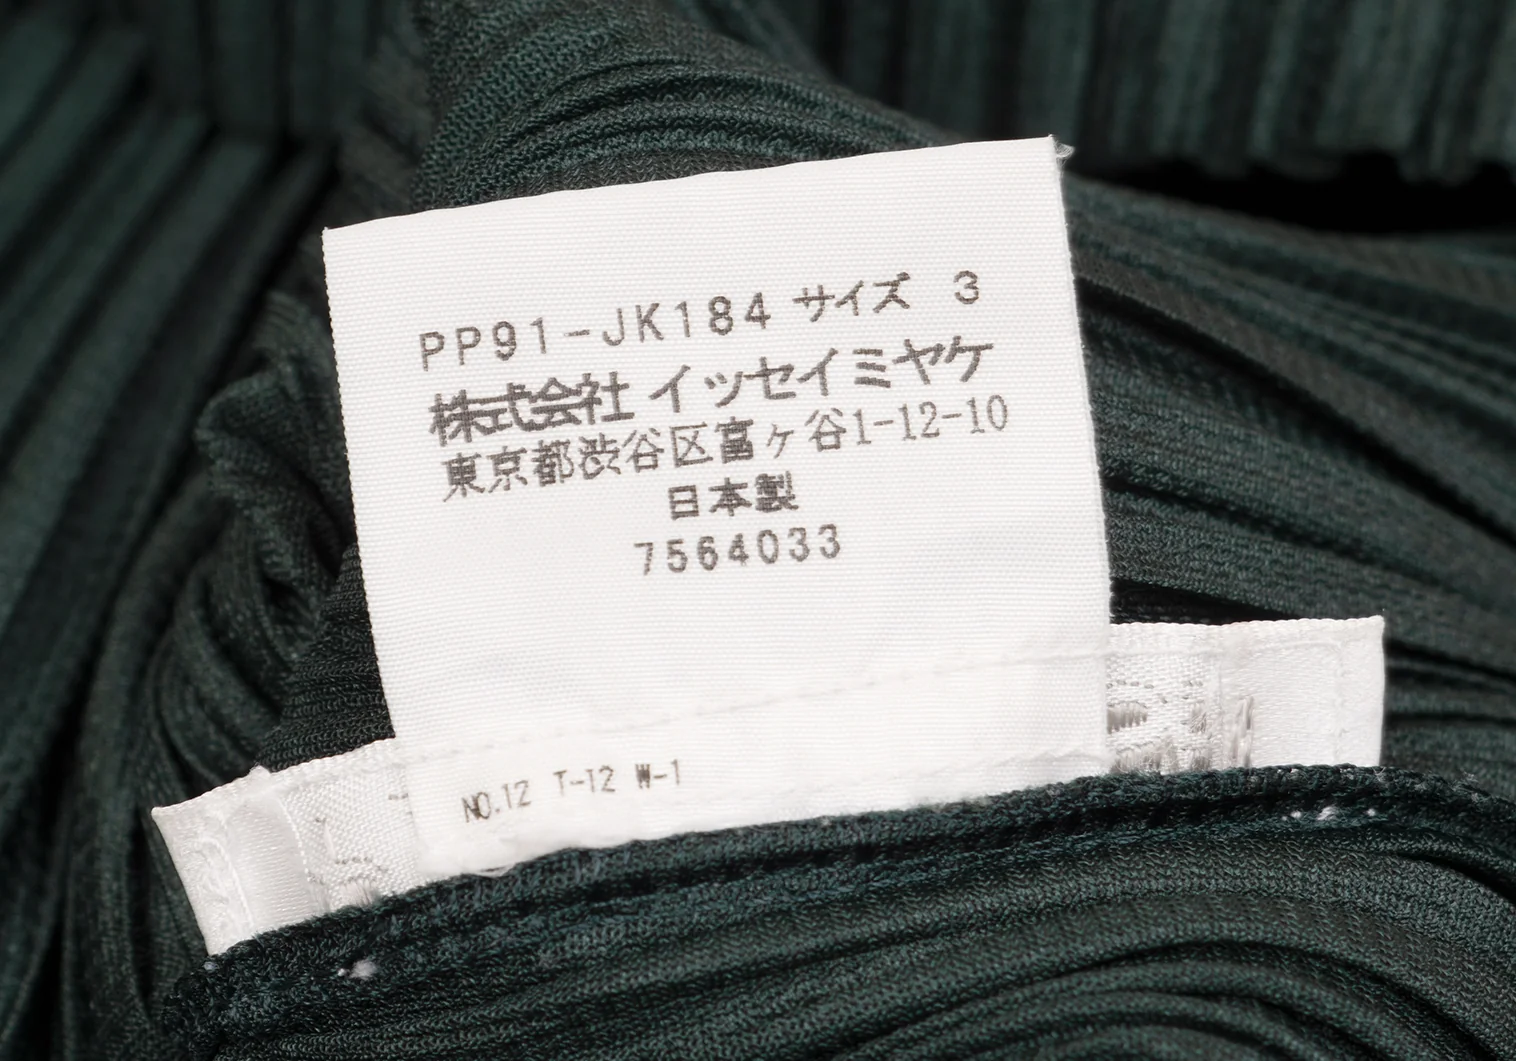 PP91-JK184 サイズ 3
株式会社 イッセイミヤケ
東京都渋谷区富ヶ谷1-12-10
日本製
7564033
NO.12 T-12 W-1